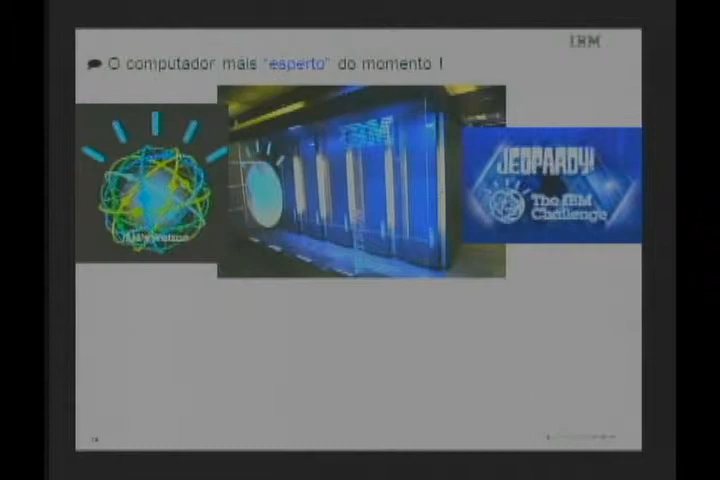 IBM
O computador mais "esperto" do momento !
JEOPARDY!
The IBM
Challenge